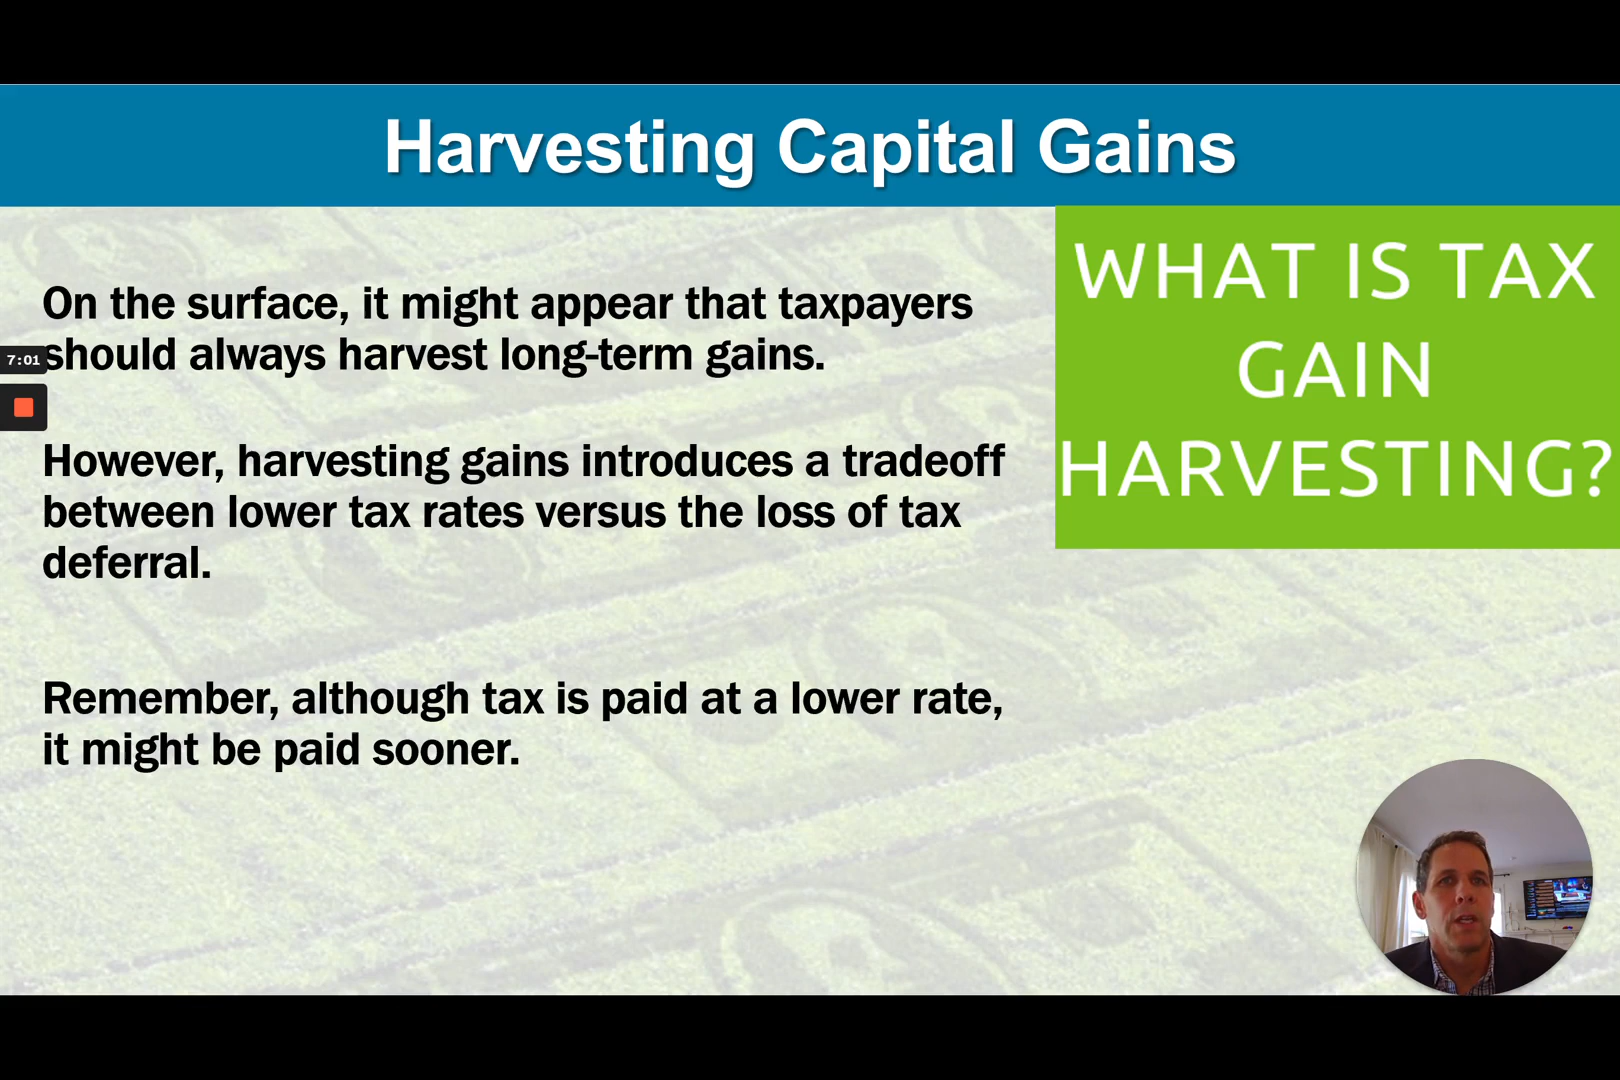 Harvesting Capital Gains
On the surface, it might appear that taxpayers
should always harvest long-term gains.
7:01
However, harvesting gains introduces a tradeoff
between lower tax rates versus the loss of tax
deferral.
Remember, although tax is paid at a lower rate,
it might be paid sooner.
WHAT IS TAX
GAIN
HARVESTING?